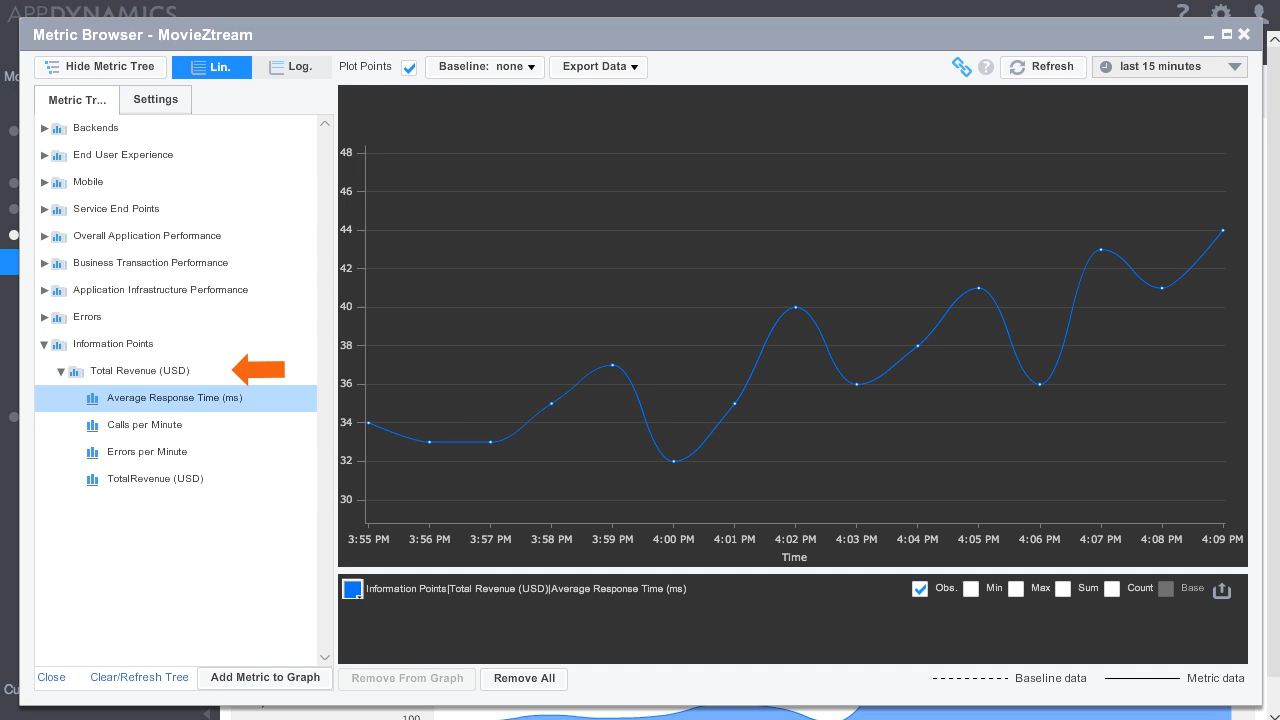 APPDYNAMICS
Metric Browser - MovieZtream
Hide Metric Tree
Lin.
Log.
Plot Points
Baseline: none
Export Data
?
Refresh
last 15 minutes
Metric Tr...
Settings
Backends
End User Experience
Mobile
Service End Points
Overall Application Performance
Business Transaction Performance
Application Infrastructure Performance
Errors
Information Points
Total Revenue (USD)
Average Response Time (ms)
Calls per Minute
Errors per Minute
TotalRevenue (USD)
48
46
44
42
40
38
36
34
32
30
3:55 PM 3:56 PM 3:57 PM 3:58 PM 3:59 PM 4:00 PM 4:01 PM 4:02 PM 4:03 PM 4:04 PM 4:05 PM 4:06 PM 4:07 PM 4:08 PM 4:09 PM
Time
Information Points|Total Revenue (USD)|Average Response Time (ms)
Obs. Min Max Sum Count Base
Close
Clear/Refresh Tree
Add Metric to Graph
Remove From Graph
Remove All
Baseline data
Metric data
100